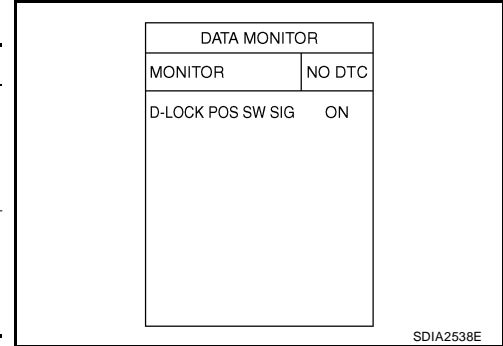 DATA MONITOR
MONITOR NO DTC
D-LOCK POS SW SIG ON
SDIA2538E